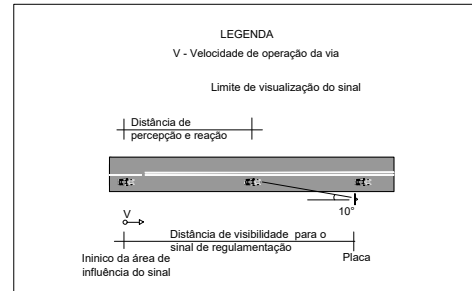 LEGENDA
V - Velocidade de operação da via
Limite de visualização do sinal
Distância de
percepção e reação
10°
V
Distância de visibilidade para o
sinal de regulamentação
Ininico da área de
influência do sinal
Placa